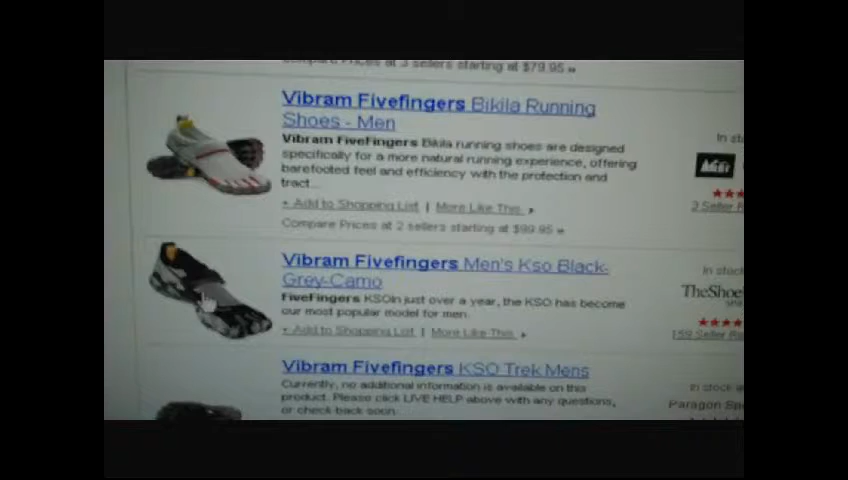 Compare Prices at 3 sellers starting at $79.95 »
Vibram Fivefingers Bikila Running
Shoes - Men
Vibram FiveFingers Bikila running shoes are designed
specifically for a more natural running experience, offering
barefooted feel and efficiency with the protection and
tract...
+ Add to Shopping List | More Like This
Compare Prices at 2 sellers starting at $99.95 »
In st
REI
2 Seller R
Vibram Fivefingers Men's Kso Black-
Grey-Camo
FiveFingers KSOIn just over a year, the KSO has become
our most popular model for men.
+ Add to Shopping List | More Like This
In stock
TheShoe
159 Seller Ra
Vibram Fivefingers KSO Trek Mens
Currently, no additional information is available on this
product. Please click LIVE HELP above with any questions,
or check back soon.
In stock a
Paragon Sp